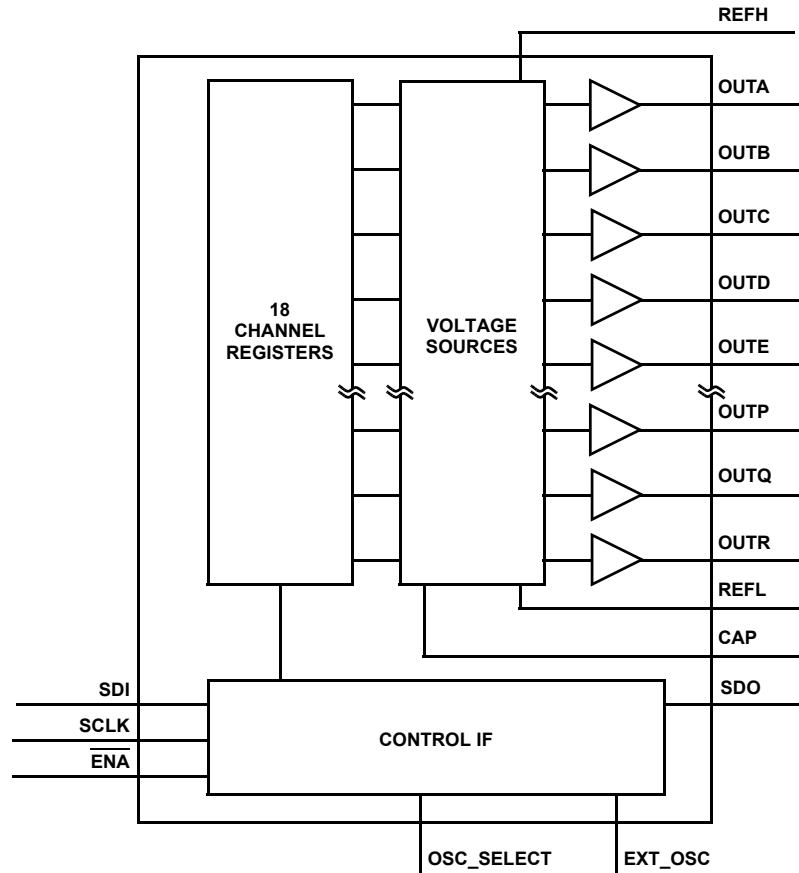 REFH
OUTA
OUTB
OUTC
OUTD
18
CHANNEL
REGISTERS
VOLTAGE
SOURCES
OUTE
OUTP
OUTQ
OUTR
REFL
CAP
SDI
SDO
SCLK
CONTROL IF
ENA
OSC_SELECT
EXT_OSC